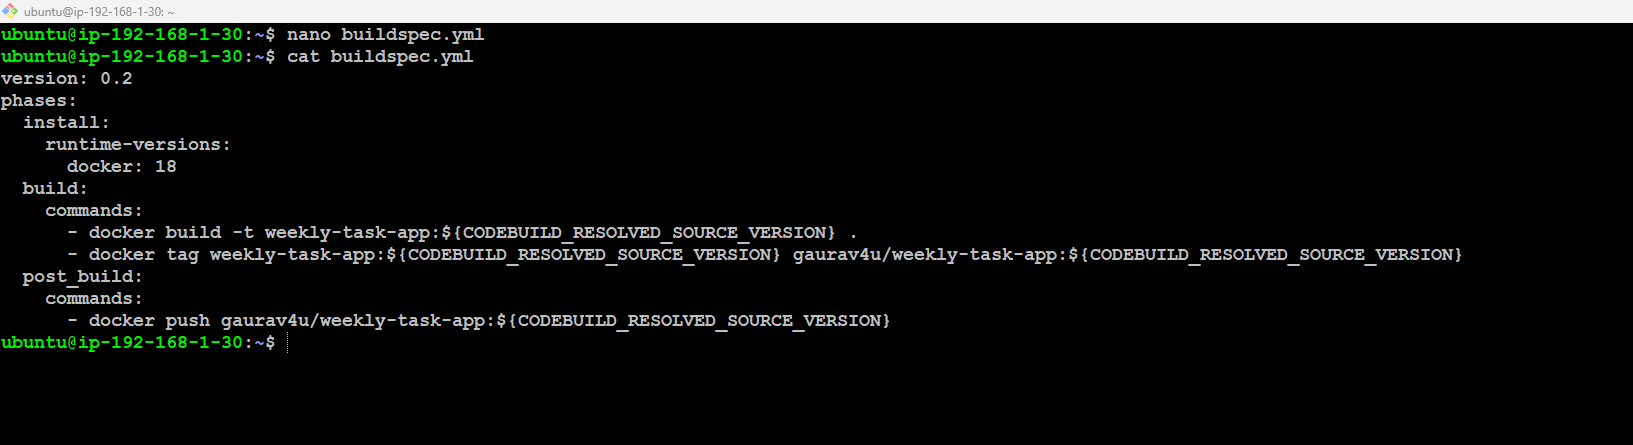 ubuntu@ip-192-168-1-30: ~
ubuntu@ip-192-168-1-30:~$ nano buildspec.yml
ubuntu@ip-192-168-1-30:~$ cat buildspec.yml
version: 0.2
phases:
  install:
    runtime-versions:
      docker: 18
  build:
    commands:
      - docker build -t weekly-task-app:${CODEBUILD_RESOLVED_SOURCE_VERSION} .
      - docker tag weekly-task-app:${CODEBUILD_RESOLVED_SOURCE_VERSION} gaurav4u/weekly-task-app:${CODEBUILD_RESOLVED_SOURCE_VERSION}
  post_build:
    commands:
      - docker push gaurav4u/weekly-task-app:${CODEBUILD_RESOLVED_SOURCE_VERSION}
ubuntu@ip-192-168-1-30:~$